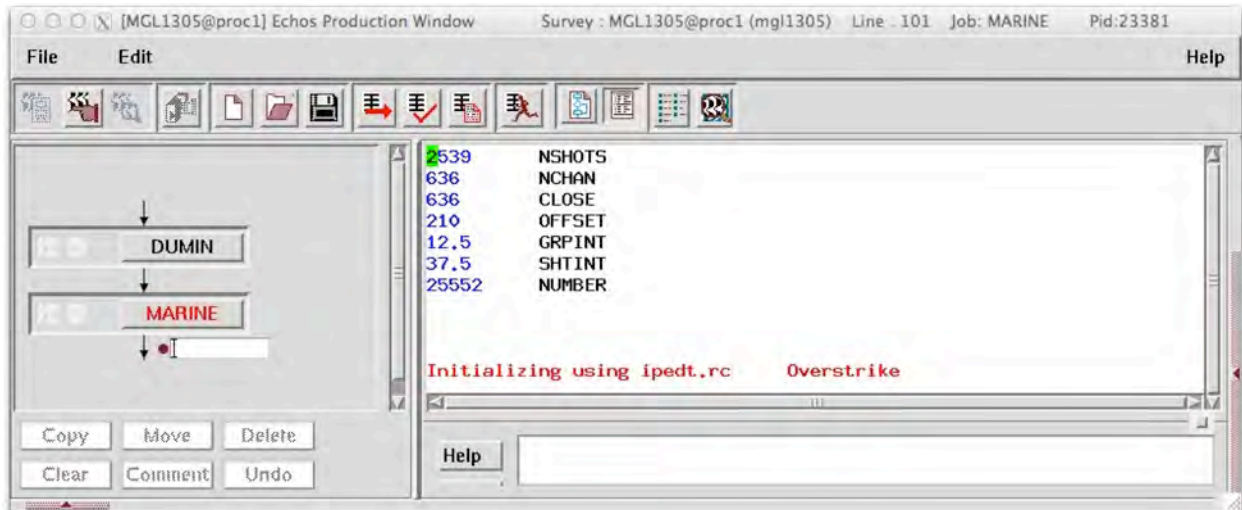 [MGL1305@proc1] Echos Production Window Survey : MGL1305@proc1 (mgl1305) Line : 101 Job: MARINE Pid:23381
File Edit Help
2539 NSHOTS
636 NCHAN
636 CLOSE
210 OFFSET
12.5 GRPINT
37.5 SHTINT
25552 NUMBER
Initializing using ipedt.rc Overstrike
DUMIN
MARINE
Copy Move Delete
Clear Comment Undo
Help